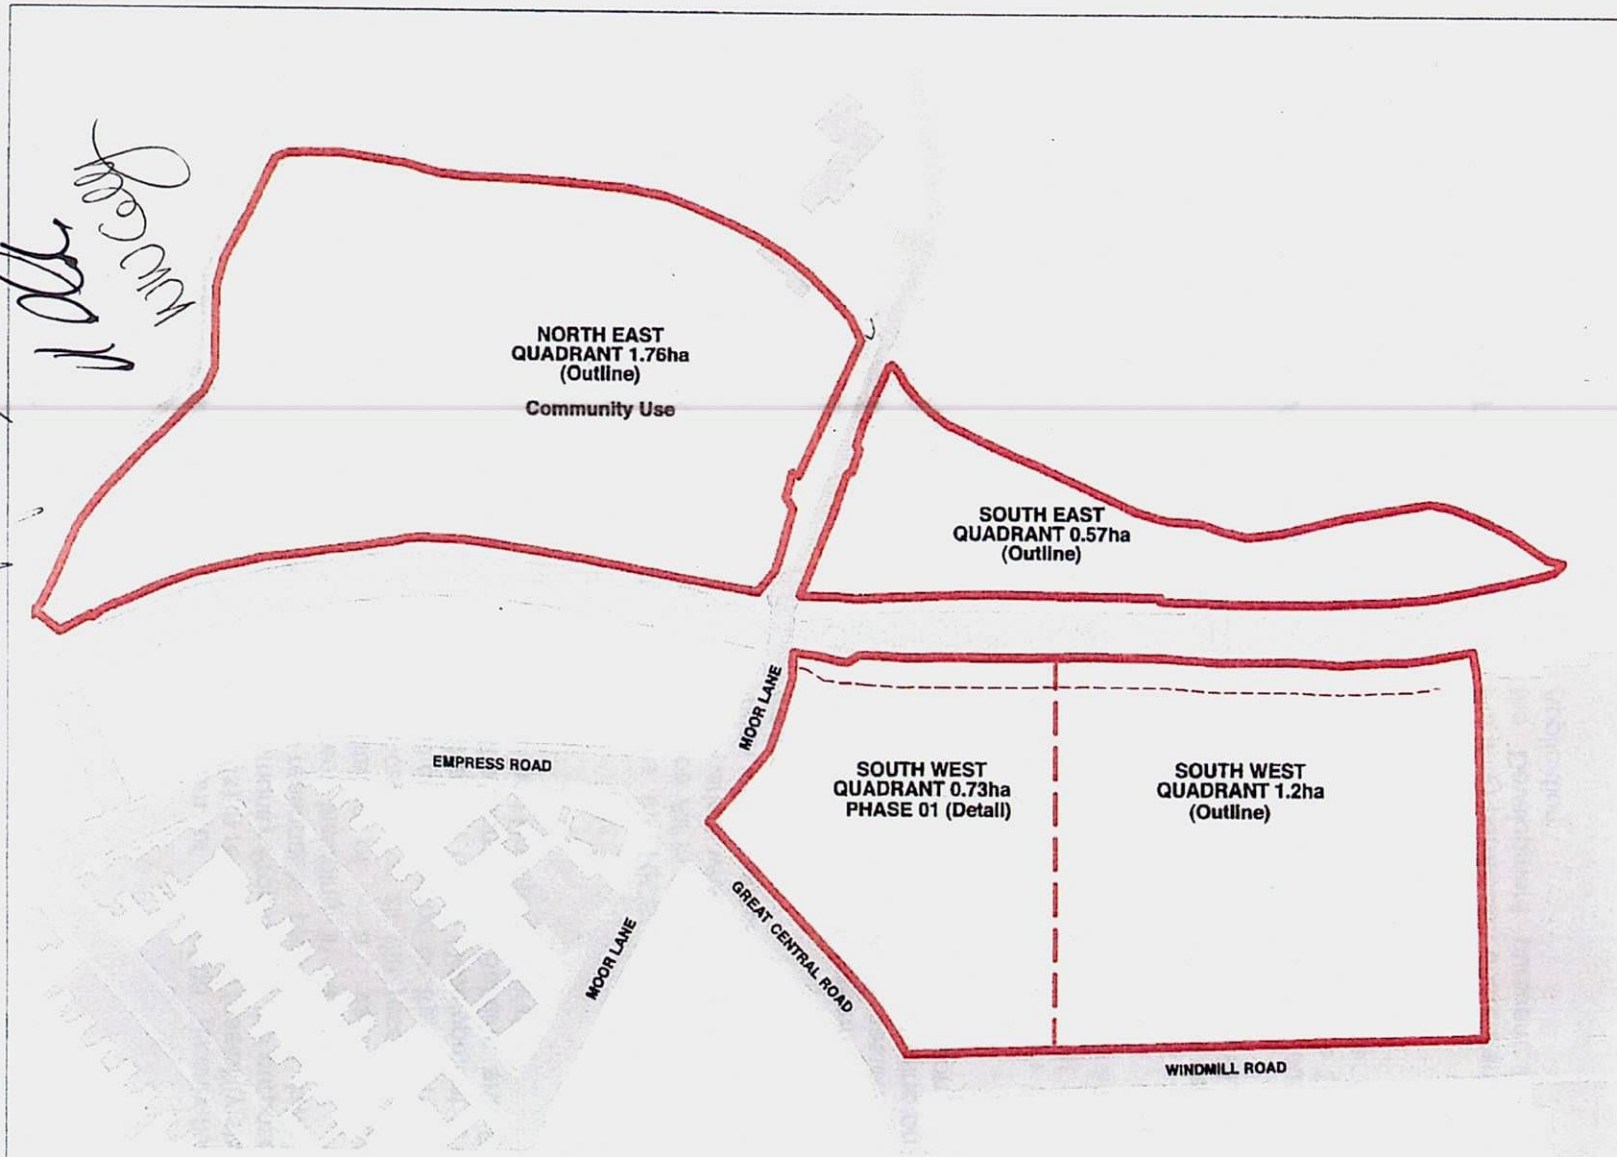 NORTH EAST
QUADRANT 1.76ha
(Outline)
Community Use
SOUTH EAST
QUADRANT 0.57ha
(Outline)
MOOR LANE
EMPRESS ROAD
SOUTH WEST
QUADRANT 0.73ha
PHASE 01 (Detail)
SOUTH WEST
QUADRANT 1.2ha
(Outline)
GREAT CENTRAL ROAD
MOOR LANE
WINDMILL ROAD